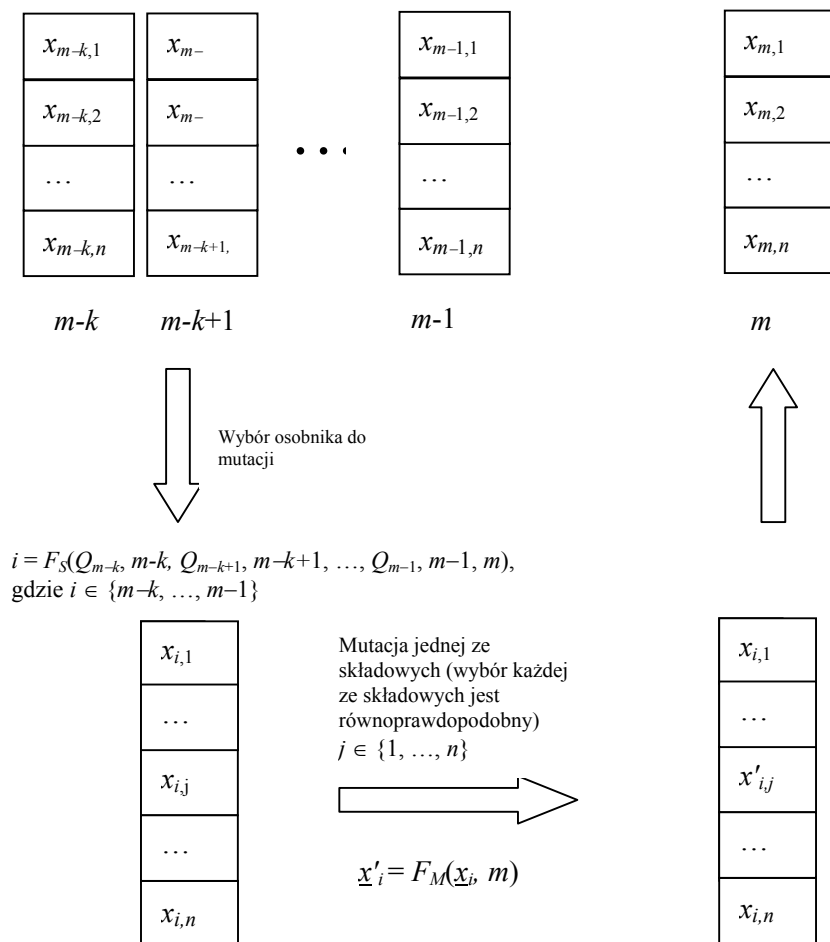 x_{m−k,1} x_{m−} x_{m−1,1} x_{m,1}
x_{m−k,2} x_{m−} • • • x_{m−1,2} x_{m,2}
… … … …
x_{m−k,n} x_{m−k+1,} x_{m−1,n} x_{m,n}
m-k m-k+1 m-1 m
Wybór osobnika do
mutacji
i = F_S(Q_{m−k}, m-k, Q_{m−k+1}, m−k+1, …, Q_{m−1}, m−1, m),
gdzie i ∈ {m−k, …, m−1}
x_{i,1}
…
x_{i,j}
…
x_{i,n}
Mutacja jednej ze
składowych (wybór każdej
ze składowych jest
równoprawdopodobny)
j ∈ {1, …, n}
x'_i = F_M(x_i, m)
x_{i,1}
…
x'_{i,j}
…
x_{i,n}